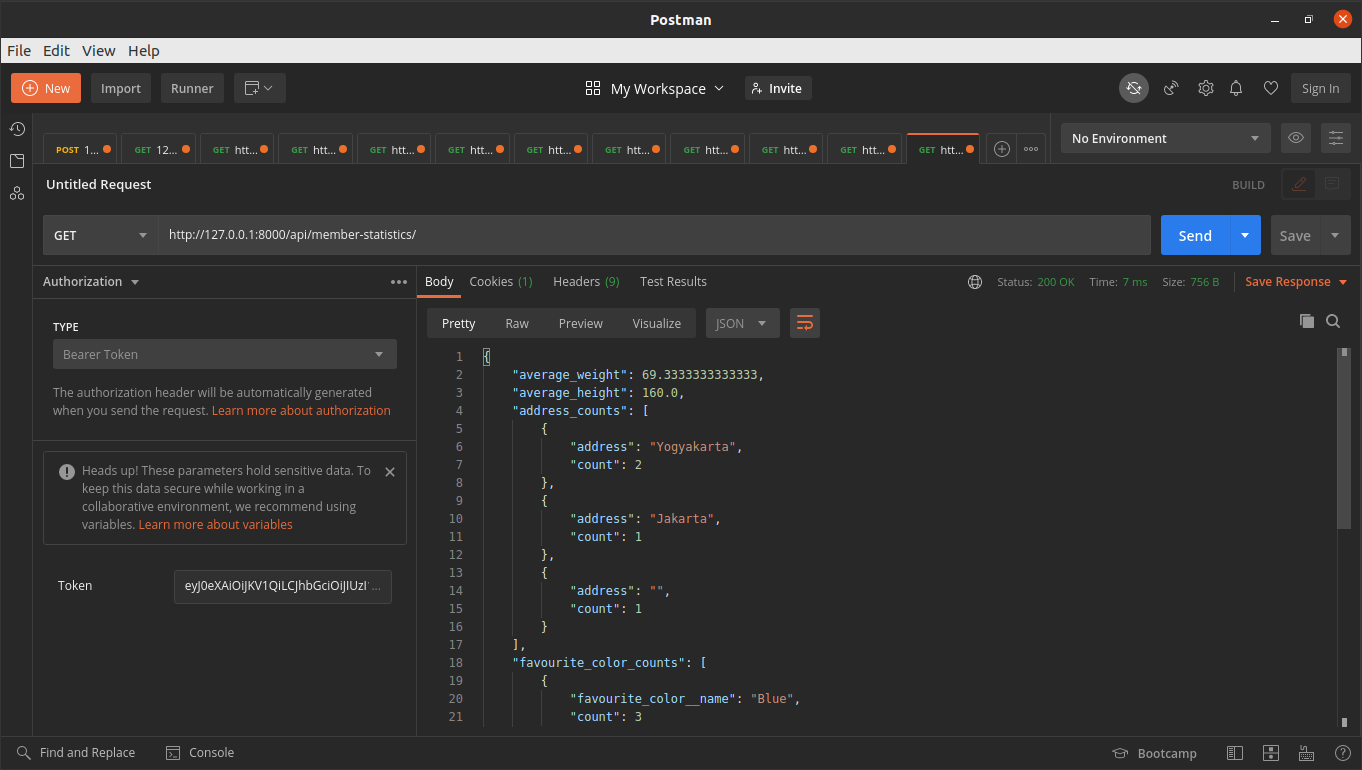 Postman
File Edit View Help
New Import Runner My Workspace Invite Sign In
POST 1... GET 12... GET htt... GET htt... GET htt... GET htt... GET htt... GET htt... GET htt... GET htt... GET htt... GET htt... No Environment
Untitled Request BUILD
GET http://127.0.0.1:8000/api/member-statistics/ Send Save
Authorization
TYPE
Bearer Token
The authorization header will be automatically generated
when you send the request. Learn more about authorization
Heads up! These parameters hold sensitive data. To
keep this data secure while working in a
collaborative environment, we recommend using
variables. Learn more about variables
Token eyJ0eXAiOiJKV1QiLCJhbGciOiJIUzI1...
Body Cookies (1) Headers (9) Test Results Status: 200 OK Time: 7 ms Size: 756 B Save Response
Pretty Raw Preview Visualize JSON
1 {
2 "average_weight": 69.3333333333333,
3 "average_height": 160.0,
4 "address_counts": [
5 {
6 "address": "Yogyakarta",
7 "count": 2
8 },
9 {
10 "address": "Jakarta",
11 "count": 1
12 },
13 {
14 "address": "",
15 "count": 1
16 }
17 ],
18 "favourite_color_counts": [
19 {
20 "favourite_color__name": "Blue",
21 "count": 3
Find and Replace Console Bootcamp